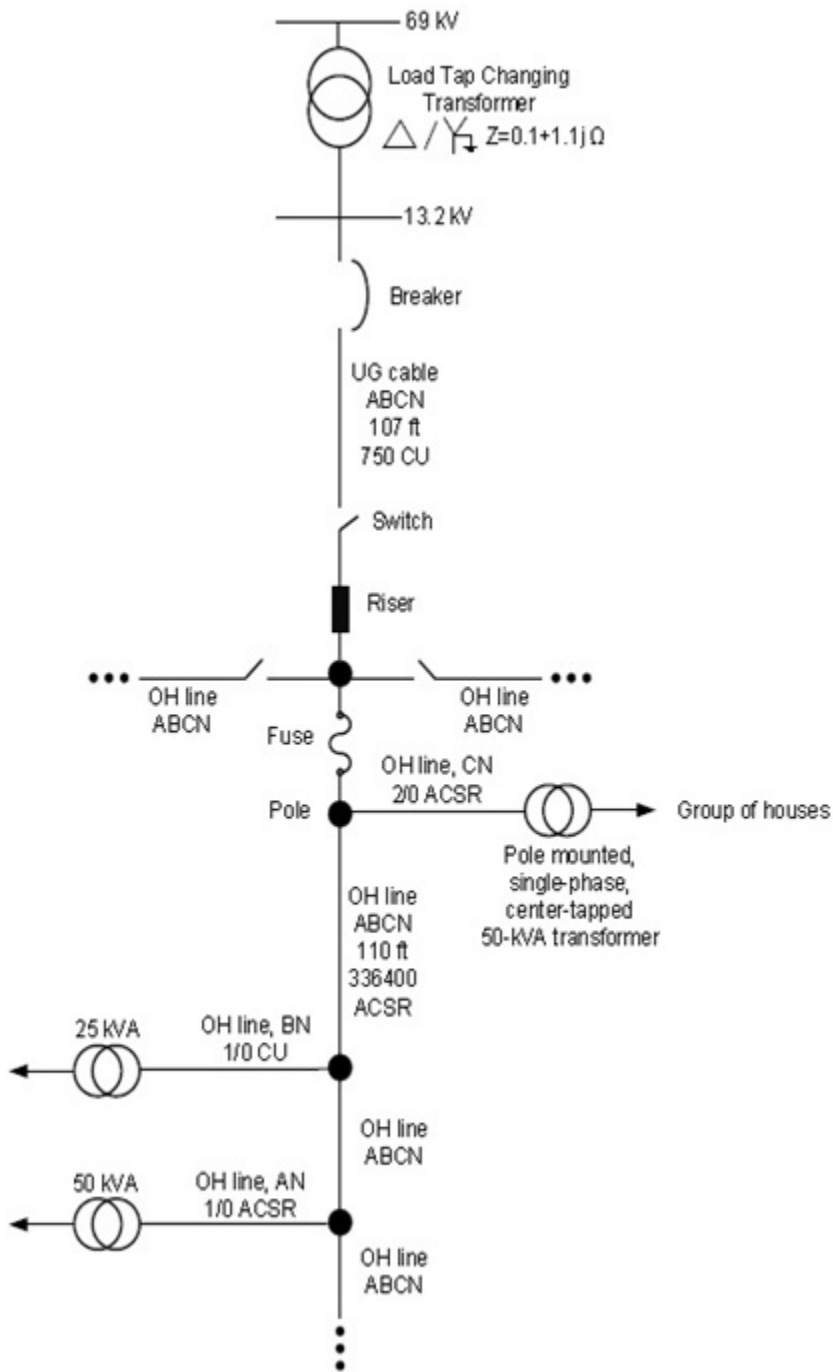 69 kV
Load Tap Changing
Transformer
Z=0.1+1.1j Ω
13.2 kV
Breaker
UG cable
ABCN
107 ft
750 CU
Switch
Riser
OH line
ABCN
OH line
ABCN
Fuse
OH line, CN
2/0 ACSR
Pole
Group of houses
Pole mounted,
single-phase,
center-tapped
50-kVA transformer
OH line
ABCN
110 ft
336400
ACSR
25 kVA
OH line, BN
1/0 CU
OH line
ABCN
50 kVA
OH line, AN
1/0 ACSR
OH line
ABCN